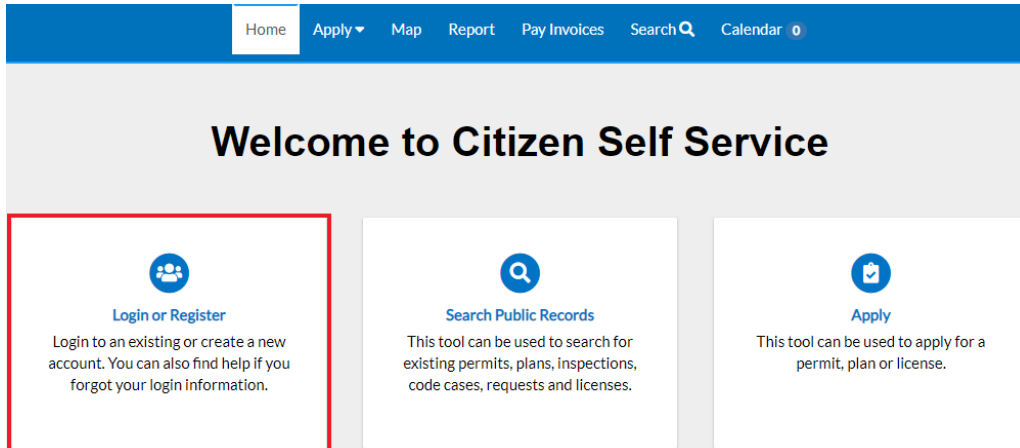 Home Apply Map Report Pay Invoices Search Calendar 0
Welcome to Citizen Self Service
Login or Register
Login to an existing or create a new
account. You can also find help if you
forgot your login information.
Search Public Records
This tool can be used to search for
existing permits, plans, inspections,
code cases, requests and licenses.
Apply
This tool can be used to apply for a
permit, plan or license.